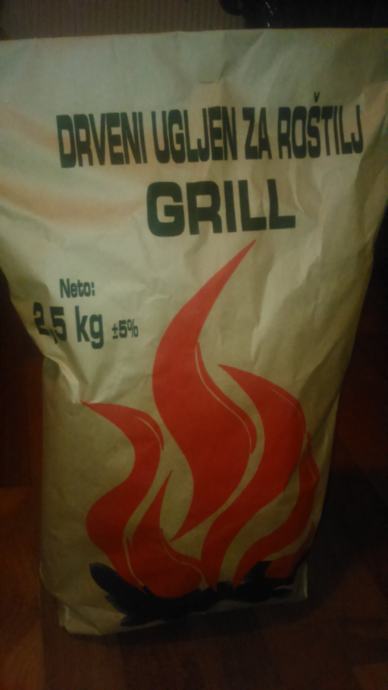 DRVENI UGLJEN ZA ROŠTILJ
GRILL
Neto:
2,5 kg ±5%